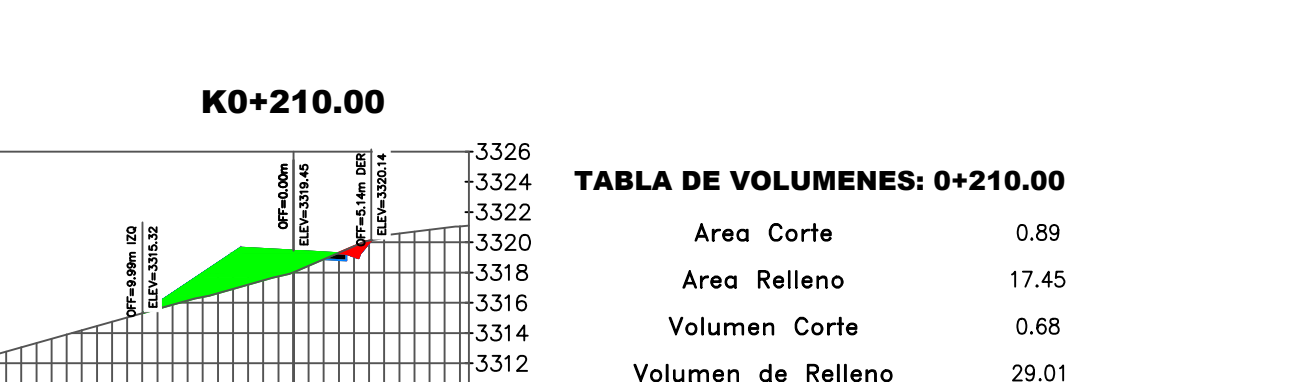 K0+210.00
OFF=9.99m IZQ
ELEV=3315.32
OFF=0.00m
ELEV=3319.45
OFF=5.14m DER
ELEV=3320.14
3326
3324
3322
3320
3318
3316
3314
3312
TABLA DE VOLUMENES: 0+210.00
Area Corte 0.89
Area Relleno 17.45
Volumen Corte 0.68
Volumen de Relleno 29.01